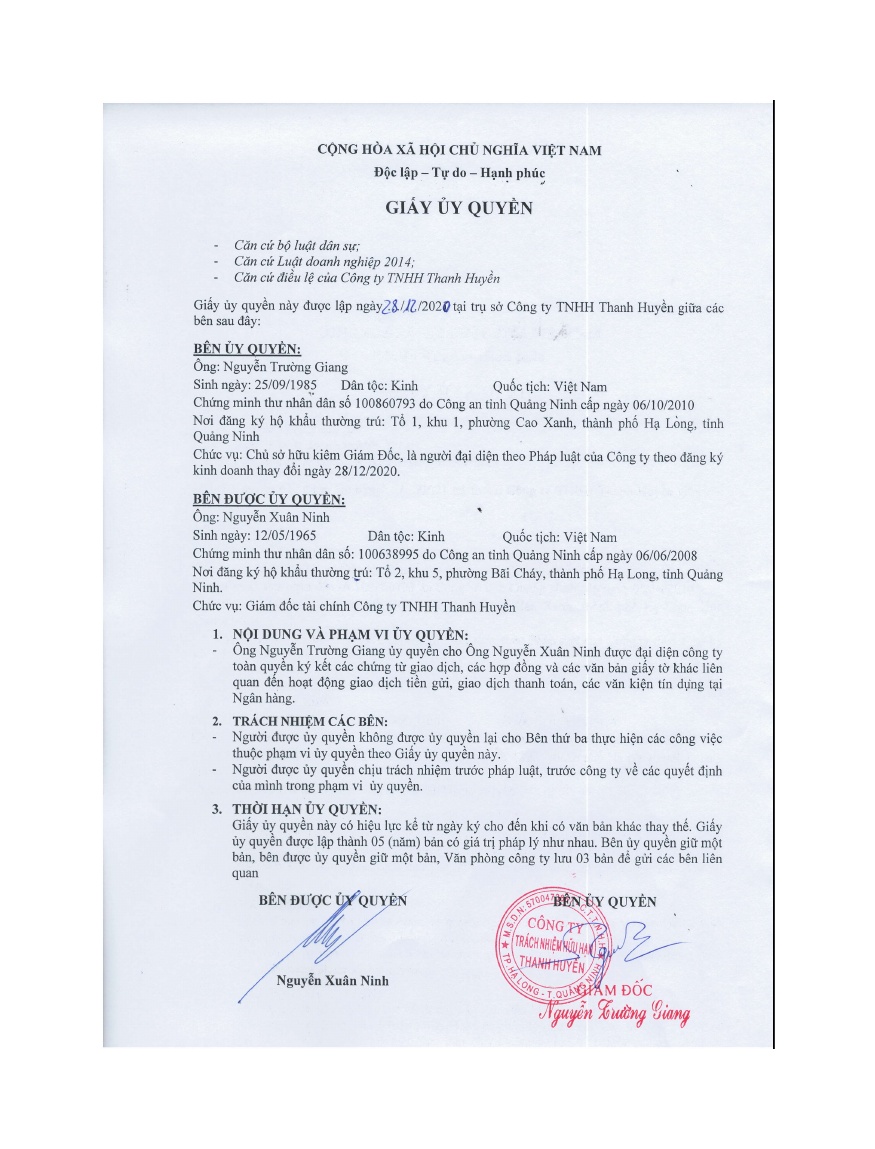 CỘNG HÒA XÃ HỘI CHỦ NGHĨA VIỆT NAM
Độc lập – Tự do – Hạnh phúc
GIẤY ỦY QUYỀN
- Căn cứ bộ luật dân sự;
- Căn cứ Luật doanh nghiệp 2014;
- Căn cứ điều lệ của Công ty TNHH Thanh Huyền
Giấy ủy quyền này được lập ngày 28/12/2020 tại trụ sở Công ty TNHH Thanh Huyền giữa các
bên sau đây:
BÊN ỦY QUYỀN:
Ông: Nguyễn Trường Giang
Sinh ngày: 25/09/1985 Dân tộc: Kinh Quốc tịch: Việt Nam
Chứng minh thư nhân dân số 100860793 do Công an tỉnh Quảng Ninh cấp ngày 06/10/2010
Nơi đăng ký hộ khẩu thường trú: Tổ 1, khu 1, phường Cao Xanh, thành phố Hạ Long, tỉnh
Quảng Ninh
Chức vụ: Chủ sở hữu kiêm Giám Đốc, là người đại diện theo Pháp luật của Công ty theo đăng ký
kinh doanh thay đổi ngày 28/12/2020.
BÊN ĐƯỢC ỦY QUYỀN:
Ông: Nguyễn Xuân Ninh
Sinh ngày: 12/05/1965 Dân tộc: Kinh Quốc tịch: Việt Nam
Chứng minh thư nhân dân số: 100638995 do Công an tỉnh Quảng Ninh cấp ngày 06/06/2008
Nơi đăng ký hộ khẩu thường trú: Tổ 2, khu 5, phường Bãi Cháy, thành phố Hạ Long, tỉnh Quảng
Ninh.
Chức vụ: Giám đốc tài chính Công ty TNHH Thanh Huyền
1. NỘI DUNG VÀ PHẠM VI ỦY QUYỀN:
- Ông Nguyễn Trường Giang ủy quyền cho Ông Nguyễn Xuân Ninh được đại diện công ty
toàn quyền ký kết các chứng từ giao dịch, các hợp đồng và các văn bản giấy tờ khác liên
quan đến hoạt động giao dịch tiền gửi, giao dịch thanh toán, các văn kiện tín dụng tại
Ngân hàng.
2. TRÁCH NHIỆM CÁC BÊN:
- Người được ủy quyền không được ủy quyền lại cho Bên thứ ba thực hiện các công việc
thuộc phạm vi ủy quyền theo Giấy ủy quyền này.
- Người được ủy quyền chịu trách nhiệm trước pháp luật, trước công ty về các quyết định
của mình trong phạm vi ủy quyền.
3. THỜI HẠN ỦY QUYỀN:
Giấy ủy quyền này có hiệu lực kể từ ngày ký cho đến khi có văn bản khác thay thế. Giấy
ủy quyền được lập thành 05 (năm) bản có giá trị pháp lý như nhau. Bên ủy quyền giữ một
bản, bên được ủy quyền giữ một bản, Văn phòng công ty lưu 03 bản để gửi các bên liên
quan
BÊN ĐƯỢC ỦY QUYỀN BÊN ỦY QUYỀN
CÔNG TY
TRÁCH NHIỆM HỮU HẠN
THANH HUYỀN
TP HẠ LONG - T. QUẢNG NINH
Nguyễn Xuân Ninh
GIÁM ĐỐC
Nguyễn Trường Giang